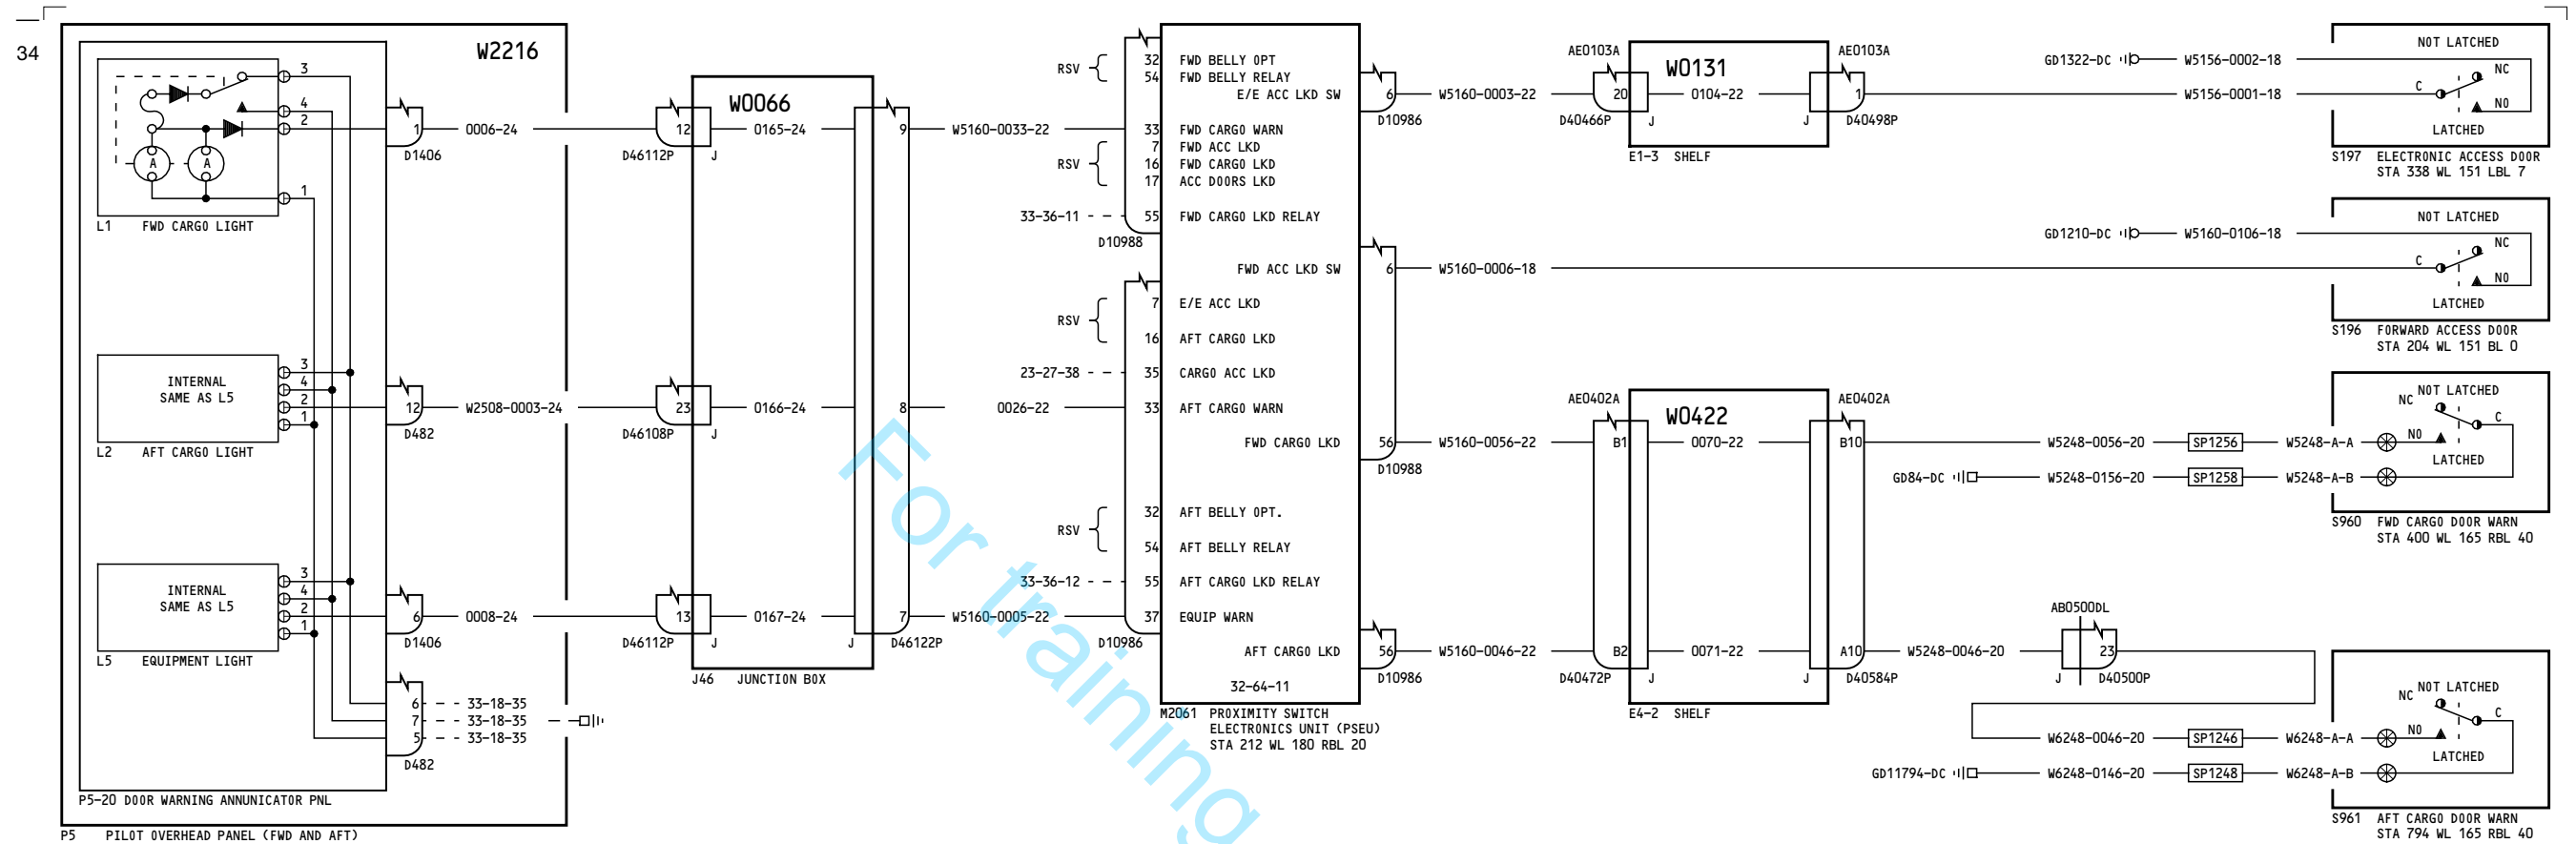 34
W2216
3
4
2
1
A
A
L1 FWD CARGO LIGHT
1
D1406
0006-24
INTERNAL
SAME AS L5
3
4
2
1
L2 AFT CARGO LIGHT
12
D482
W2508-0003-24
INTERNAL
SAME AS L5
3
4
2
1
L5 EQUIPMENT LIGHT
6
D1406
0008-24
6 33-18-35
7 33-18-35
5 33-18-35
D482
P5-20 DOOR WARNING ANNUNICATOR PNL
P5 PILOT OVERHEAD PANEL (FWD AND AFT)
W0066
12
D46112P
J
0165-24
9
W5160-0033-22
23
D46108P
J
0166-24
8
0026-22
13
D46112P
J
0167-24
7
J
D46122P
W5160-0005-22
J46 JUNCTION BOX
RSV
32 FWD BELLY OPT
54 FWD BELLY RELAY
E/E ACC LKD SW
33 FWD CARGO WARN
RSV
7 FWD ACC LKD
16 FWD CARGO LKD
17 ACC DOORS LKD
33-36-11
55 FWD CARGO LKD RELAY
D10988
FWD ACC LKD SW
RSV
7 E/E ACC LKD
16 AFT CARGO LKD
23-27-38
35 CARGO ACC LKD
33 AFT CARGO WARN
FWD CARGO LKD
RSV
32 AFT BELLY OPT.
54 AFT BELLY RELAY
33-36-12
55 AFT CARGO LKD RELAY
37 EQUIP WARN
D10986
AFT CARGO LKD
32-64-11
M2061 PROXIMITY SWITCH
ELECTRONICS UNIT (PSEU)
STA 212 WL 180 RBL 20
6
D10986
W5160-0003-22
6
W5160-0006-18
56
D10988
W5160-0056-22
56
D10986
W5160-0046-22
AE0103A
AE0103A
W0131
20
0104-22
1
D40466P
J
J
D40498P
E1-3 SHELF
AE0402A
AE0402A
W0422
B1
0070-22
B10
B2
0071-22
A10
D40472P
J
J
D40584P
E4-2 SHELF
GD1322-DC
W5156-0002-18
W5156-0001-18
NOT LATCHED
NC
C
NO
LATCHED
S197 ELECTRONIC ACCESS DOOR
STA 338 WL 151 LBL 7
GD1210-DC
W5160-0106-18
NOT LATCHED
NC
C
NO
LATCHED
S196 FORWARD ACCESS DOOR
STA 204 WL 151 BL 0
W5248-0056-20
SP1256
W5248-A-A
GD84-DC
W5248-0156-20
SP1258
W5248-A-B
NOT LATCHED
NC
C
NO
LATCHED
S960 FWD CARGO DOOR WARN
STA 400 WL 165 RBL 40
W5248-0046-20
AB0500DL
23
J
D40500P
W6248-0046-20
SP1246
W6248-A-A
GD11794-DC
W6248-0146-20
SP1248
W6248-A-B
NOT LATCHED
NC
C
NO
LATCHED
S961 AFT CARGO DOOR WARN
STA 794 WL 165 RBL 40
For training